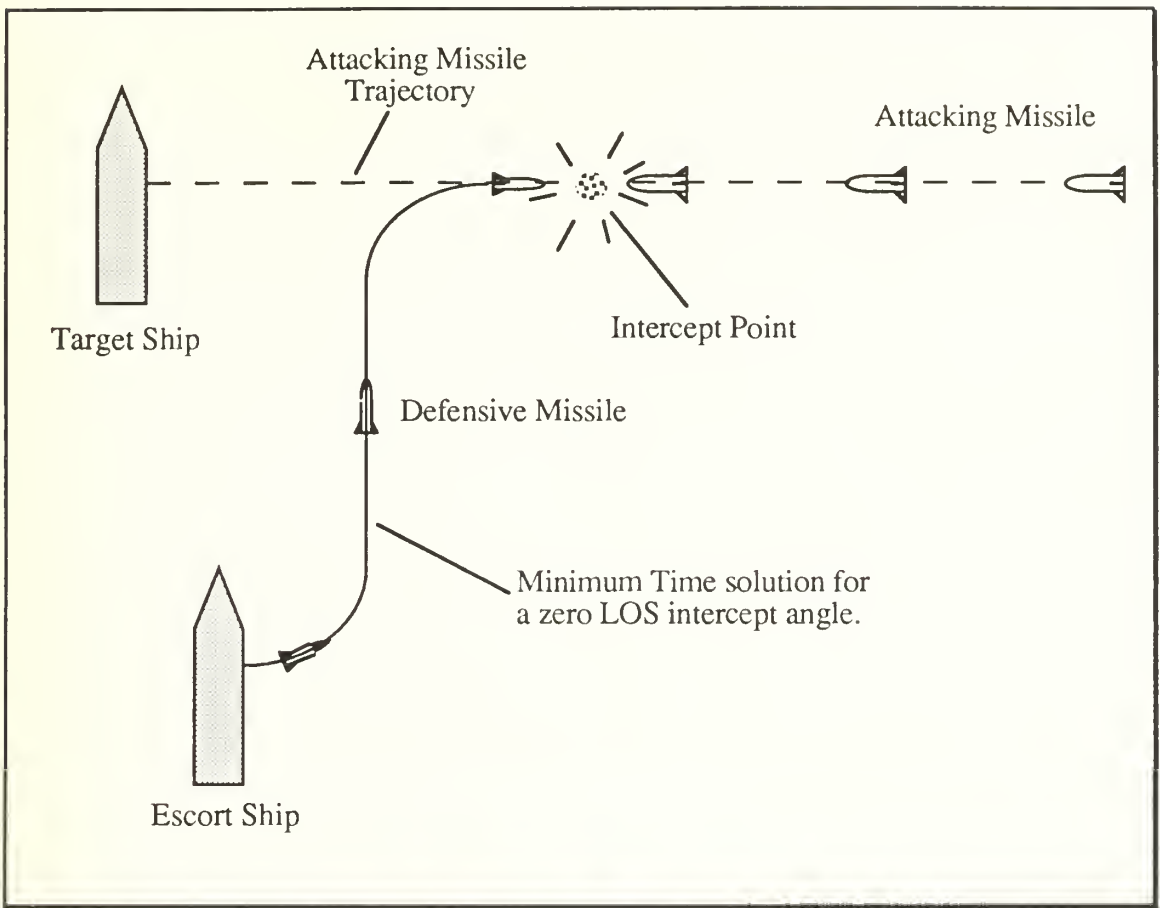 Attacking Missile
Trajectory
Attacking Missile
Target Ship
Intercept Point
Defensive Missile
Minimum Time solution for
a zero LOS intercept angle.
Escort Ship